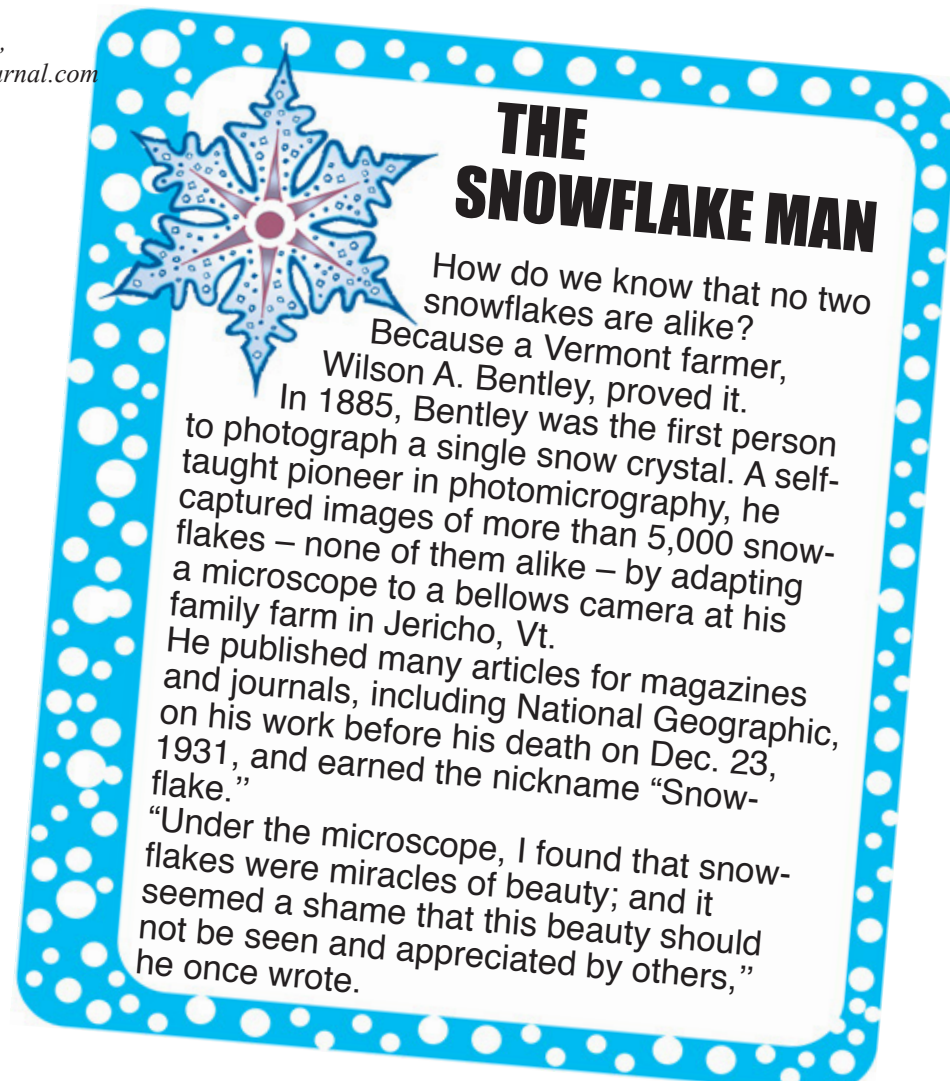 ,
THE
SNOWFLAKE MAN
How do we know that no two
snowflakes are alike?
Because a Vermont farmer,
Wilson A. Bentley, proved it.
In 1885, Bentley was the first person
to photograph a single snow crystal. A self-
taught pioneer in photomicrography, he
captured images of more than 5,000 snow-
flakes – none of them alike – by adapting
a microscope to a bellows camera at his
family farm in Jericho, Vt.
He published many articles for magazines
and journals, including National Geographic,
on his work before his death on Dec. 23,
1931, and earned the nickname “Snow-
flake.”
“Under the microscope, I found that snow-
flakes were miracles of beauty; and it
seemed a shame that this beauty should
not be seen and appreciated by others,”
he once wrote.